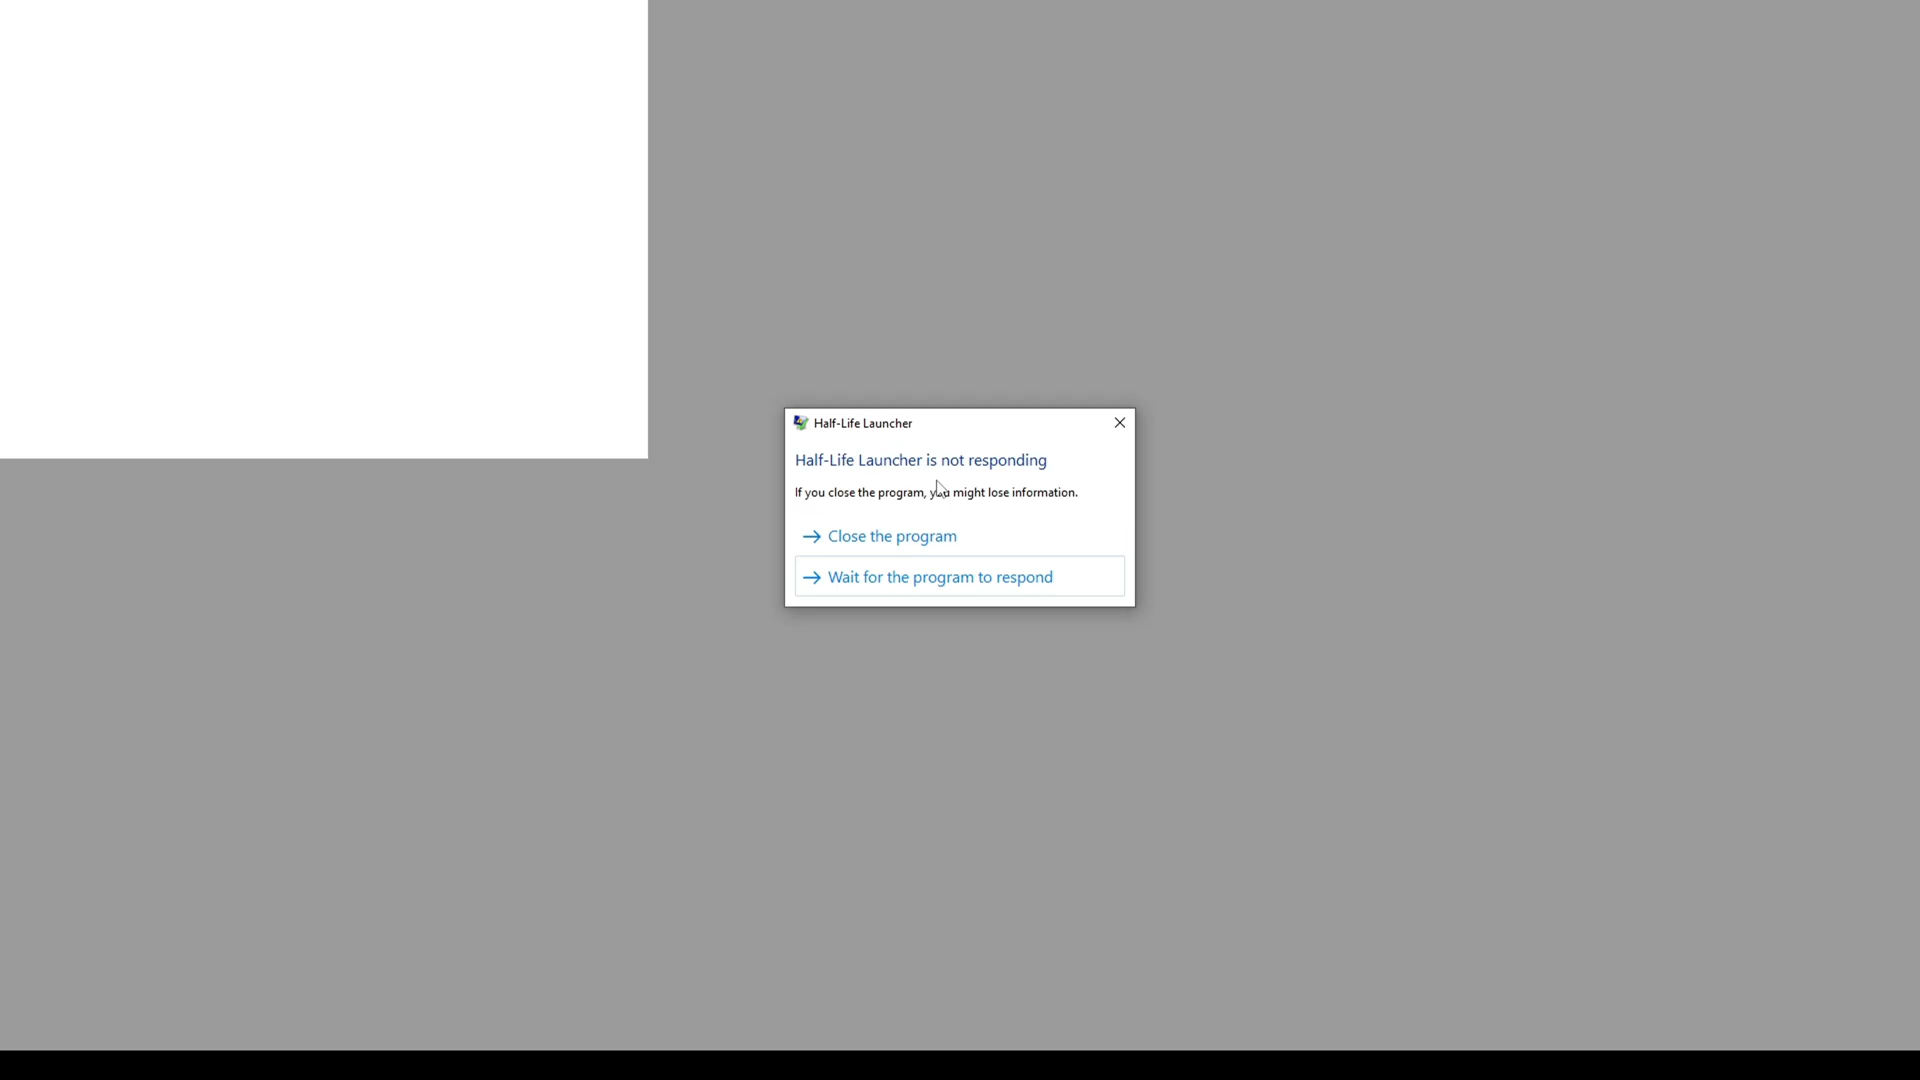 Half-Life Launcher
Half-Life Launcher is not responding
If you close the program, you might lose information.
Close the program
Wait for the program to respond